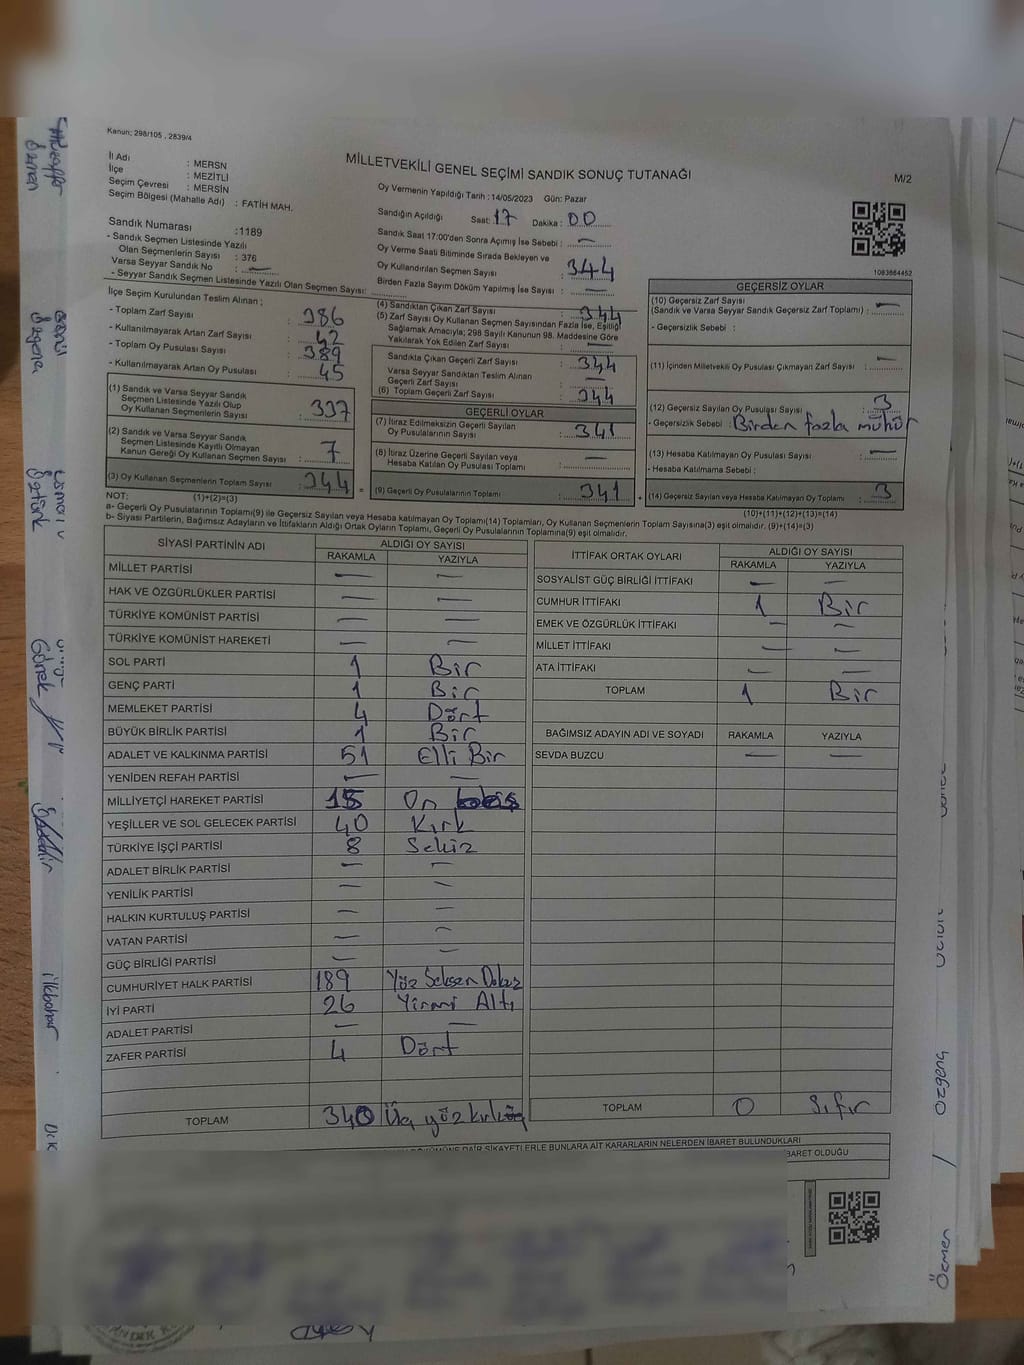 Kanun; 298/105 , 2839/4
MİLLETVEKİLİ GENEL SEÇİMİ SANDIK SONUÇ TUTANAĞI
M/2
İl Adı : MERSN
İlçe : MEZİTLİ
Seçim Çevresi : MERSİN
Seçim Bölgesi (Mahalle Adı) : FATİH MAH.
Sandık Numarası :1189
- Sandık Seçmen Listesinde Yazılı
Olan Seçmenlerin Sayısı : 376
Varsa Seyyar Sandık No : —
- Seyyar Sandık Seçmen Listesinde Yazılı Olan Seçmen Sayısı:
Oy Vermenin Yapıldığı Tarih : 14/05/2023 Gün: Pazar
Sandığın Açıldığı Saat: 17 Dakika : 00
Sandık Saat 17:00'den Sonra Açımış İse Sebebi : —
Oy Verme Saati Bitiminde Sırada Bekleyen ve
Oy Kullandırılan Seçmen Sayısı : 344
Birden Fazla Sayım Döküm Yapılmış İse Sayısı : —
1083864452
İlçe Seçim Kurulundan Teslim Alınan ;
- Toplam Zarf Sayısı : 386
- Kullanılmayarak Artan Zarf Sayısı : 42
- Toplam Oy Pusulası Sayısı : 389
- Kullanılmayarak Artan Oy Pusulası : 45
(1) Sandık ve Varsa Seyyar Sandık
Seçmen Listesinde Yazılı Olup
Oy Kullanan Seçmenlerin Sayısı : 337
(2) Sandık ve Varsa Seyyar Sandık
Seçmen Listesinde Kayıtlı Olmayan
Kanun Gereği Oy Kullanan Seçmen Sayısı : 7
(3) Oy Kullanan Seçmenlerin Toplam Sayısı : 344 =
(4) Sandıktan Çıkan Zarf Sayısı : 344
(5) Zarf Sayısı Oy Kullanan Seçmen Sayısından Fazla İse, Eşitliği
Sağlamak Amacıyla; 298 Sayılı Kanunun 98. Maddesine Göre
Yakılarak Yok Edilen Zarf Sayısı : —
Sandıkla Çıkan Geçerli Zarf Sayısı : 344
Varsa Seyyar Sandıktan Teslim Alınan
Geçerli Zarf Sayısı : —
(6) Toplam Geçerli Zarf Sayısı : 344
GEÇERLİ OYLAR
(7) İtiraz Edilmeksizin Geçerli Sayılan
Oy Pusulalarının Sayısı : 341
(8) İtiraz Üzerine Geçerli Sayılan veya
Hesaba Katılan Oy Pusulası Toplamı : —
(9) Geçerli Oy Pusulalarının Toplamı : 341 +
GEÇERSİZ OYLAR
(10) Geçersiz Zarf Sayısı
(Sandık ve Varsa Seyyar Sandık Geçersiz Zarf Toplamı) : —
- Geçersizlik Sebebi :
(11) İçinden Milletvekili Oy Pusulası Çıkmayan Zarf Sayısı : —
(12) Geçersiz Sayılan Oy Pusulası Sayısı : 3
- Geçersizlik Sebebi : Birden fazla mühür
(13) Hesaba Katılmayan Oy Pusulası Sayısı : —
- Hesaba Katılmama Sebebi :
(14) Geçersiz Sayılan veya Hesaba Katılmayan Oy Toplamı : 3
NOT; (1)+(2)=(3)
(10)+(11)+(12)+(13)=(14)
a- Geçerli Oy Pusulalarının Toplamı(9) ile Geçersiz Sayılan veya Hesaba katılmayan Oy Toplamı(14) Toplamları, Oy Kullanan Seçmenlerin Toplam Sayısına(3) eşit olmalıdır. (9)+(14)=(3)
b- Siyasi Partilerin, Bağımsız Adayların ve İttifakların Aldığı Ortak Oyların Toplamı, Geçerli Oy Pusulalarının Toplamına(9) eşit olmalıdır.
SİYASİ PARTİNİN ADI ALDIĞI OY SAYISI
RAKAMLA YAZIYLA
MİLLET PARTİSİ — —
HAK VE ÖZGÜRLÜKLER PARTİSİ — —
TÜRKİYE KOMÜNİST PARTİSİ — —
TÜRKİYE KOMÜNİST HAREKETİ — —
SOL PARTİ 1 Bir
GENÇ PARTİ 1 Bir
MEMLEKET PARTİSİ 4 Dört
BÜYÜK BİRLİK PARTİSİ 1 Bir
ADALET VE KALKINMA PARTİSİ 51 Elli Bir
YENİDEN REFAH PARTİSİ — —
MİLLİYETÇİ HAREKET PARTİSİ 15 On
YEŞİLLER VE SOL GELECEK PARTİSİ 40 Kırk
TÜRKİYE İŞÇİ PARTİSİ 8 Sekiz
ADALET BİRLİK PARTİSİ — —
YENİLİK PARTİSİ — —
HALKIN KURTULUŞ PARTİSİ — —
VATAN PARTİSİ — —
GÜÇ BİRLİĞİ PARTİSİ — —
CUMHURİYET HALK PARTİSİ 189 Yüz Seksen Dokuz
İYİ PARTİ 26 Yirmi Altı
ADALET PARTİSİ — —
ZAFER PARTİSİ 4 Dört
TOPLAM 340 Üç yüz kırk
İTTİFAK ORTAK OYLARI ALDIĞI OY SAYISI
RAKAMLA YAZIYLA
SOSYALİST GÜÇ BİRLİĞİ İTTİFAKI — —
CUMHUR İTTİFAKI 1 Bir
EMEK VE ÖZGÜRLÜK İTTİFAKI — —
MİLLET İTTİFAKI — —
ATA İTTİFAKI — —
TOPLAM 1 Bir
BAĞIMSIZ ADAYIN ADI VE SOYADI RAKAMLA YAZIYLA
SEVDA BUZCU — —
TOPLAM 0 Sıfır
DAİR ŞİKAYETLERLE BUNLARA AİT KARARLARIN NELERDEN İBARET BULUNDUKLARI
BARET OLDUĞU
Özmen
Öztürk
Görnek
İlkbahar
Özgenç
Özmen